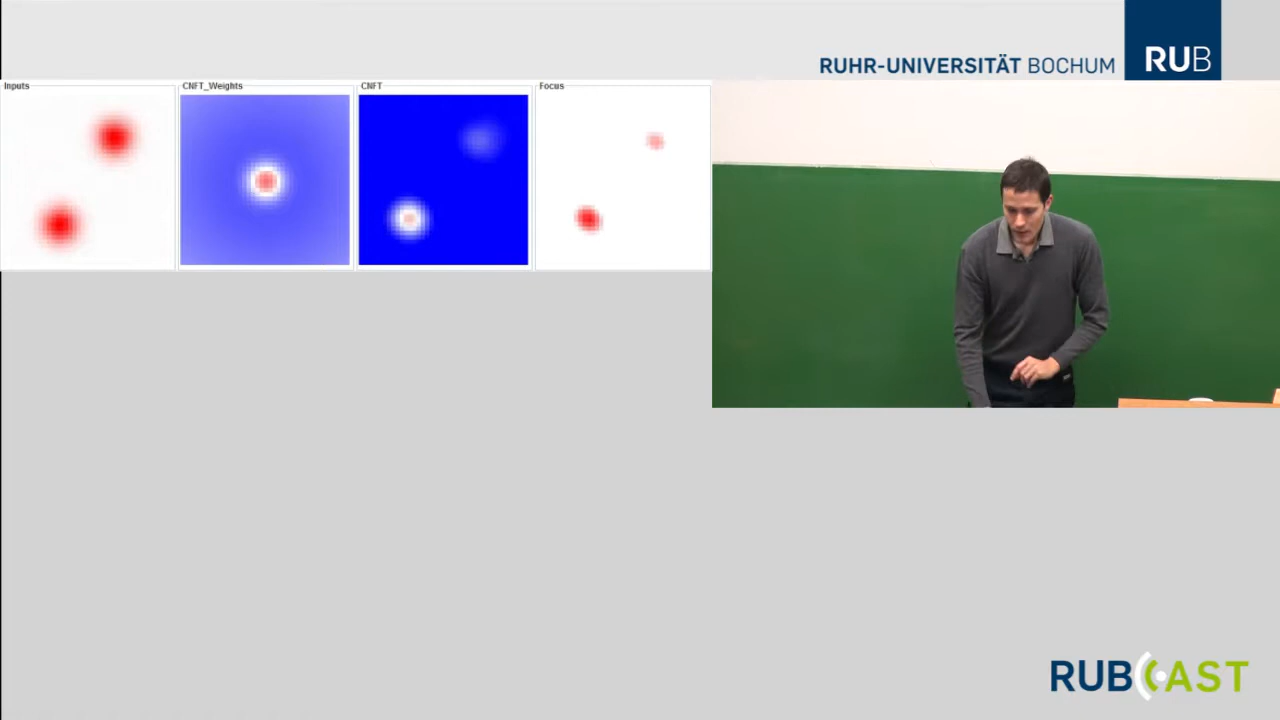 RUHR-UNIVERSITÄT BOCHUM
RUB
Inputs
CNFT_Weights
CNFT
Focus
RUBCAST